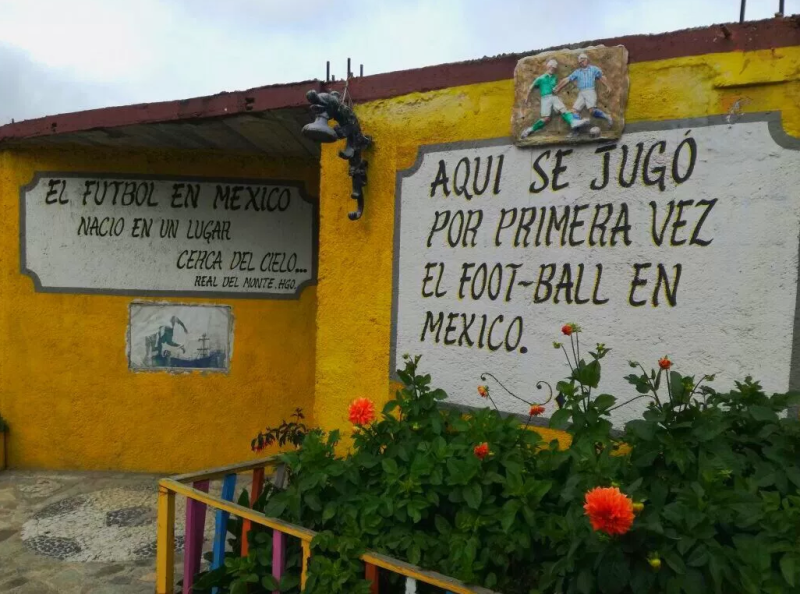 EL FUTBOL EN MEXICO
NACIO EN UN LUGAR
CERCA DEL CIELO...
REAL DEL MONTE. HGO.
AQUI SE JUGÓ
POR PRIMERA VEZ
EL FOOT-BALL EN
MEXICO.